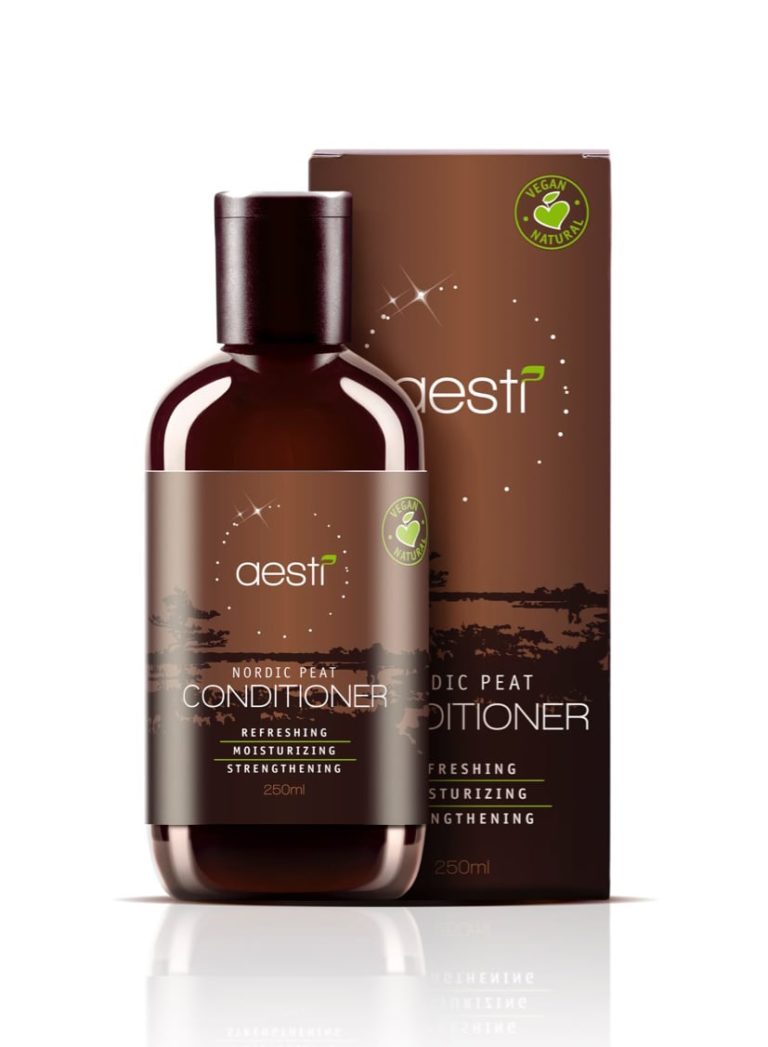 VEGAN
NATURAL
aesti
NORDIC PEAT
CONDITIONER
REFRESHING
MOISTURIZING
STRENGTHENING
250ml
VEGAN
NATURAL
aesti
DIC PEAT
DITIONER
FRESHING
STURIZING
NGTHENING
250ml